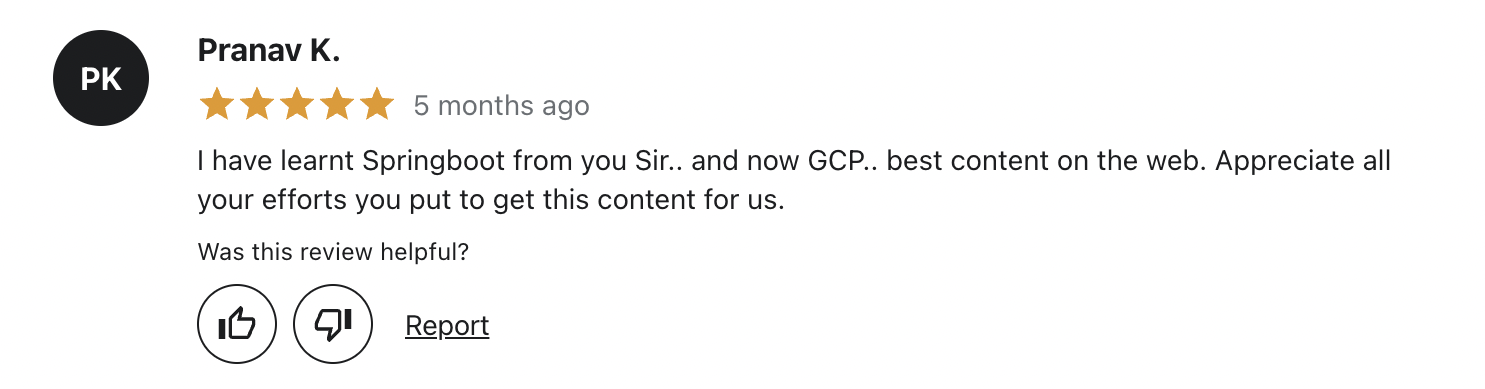 PK
Pranav K.
5 months ago
I have learnt Springboot from you Sir.. and now GCP.. best content on the web. Appreciate all
your efforts you put to get this content for us.
Was this review helpful?
Report